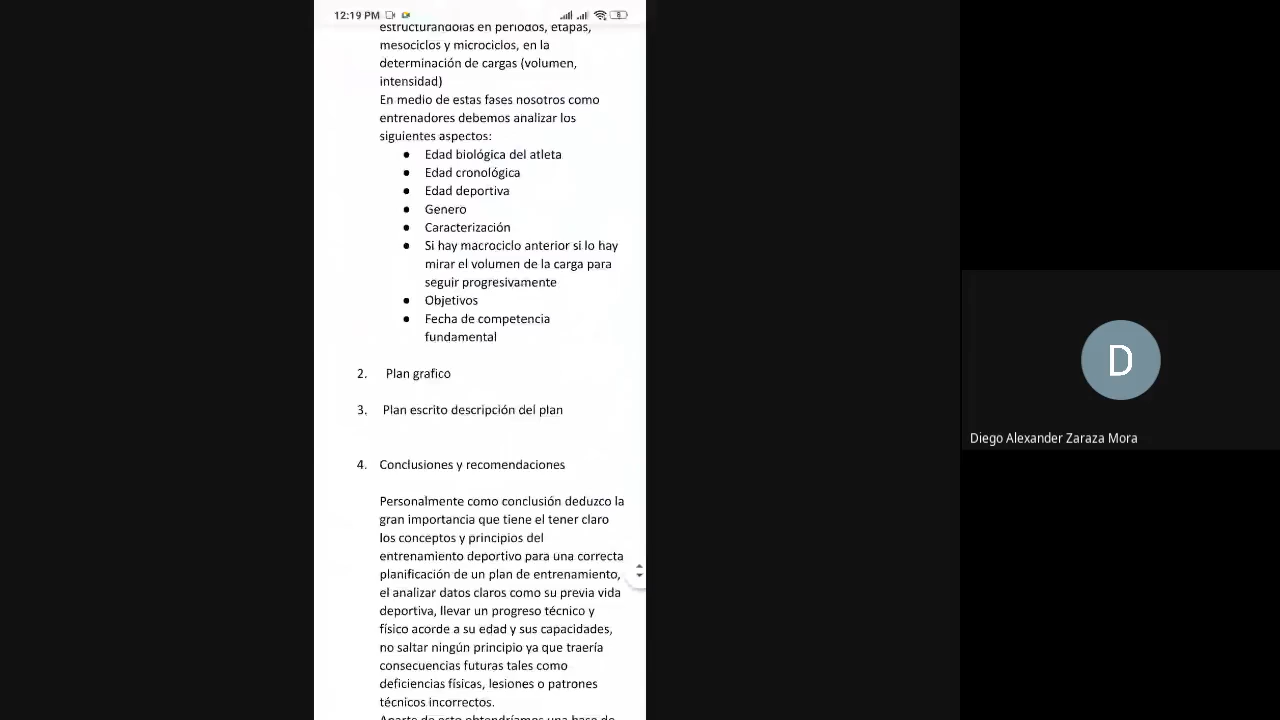 12:19 PM
estructurándolas en periodos, etapas,
mesociclos y microciclos, en la
determinación de cargas (volumen,
intensidad)
En medio de estas fases nosotros como
entrenadores debemos analizar los
siguientes aspectos:
● Edad biológica del atleta
● Edad cronológica
● Edad deportiva
● Genero
● Caracterización
● Si hay macrociclo anterior si lo hay
mirar el volumen de la carga para
seguir progresivamente
● Objetivos
● Fecha de competencia
fundamental
2. Plan grafico
3. Plan escrito descripción del plan
4. Conclusiones y recomendaciones
Personalmente como conclusión deduzco la
gran importancia que tiene el tener claro
los conceptos y principios del
entrenamiento deportivo para una correcta
planificación de un plan de entrenamiento,
el analizar datos claros como su previa vida
deportiva, llevar un progreso técnico y
físico acorde a su edad y sus capacidades,
no saltar ningún principio ya que traería
consecuencias futuras tales como
deficiencias físicas, lesiones o patrones
técnicos incorrectos.
Aparte de esto obtendríamos una base de
D
Diego Alexander Zaraza Mora